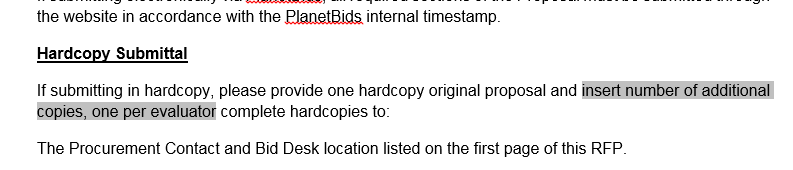 the website in accordance with the PlanetBids internal timestamp.
Hardcopy Submittal
If submitting in hardcopy, please provide one hardcopy original proposal and insert number of additional
copies, one per evaluator complete hardcopies to:
The Procurement Contact and Bid Desk location listed on the first page of this RFP.